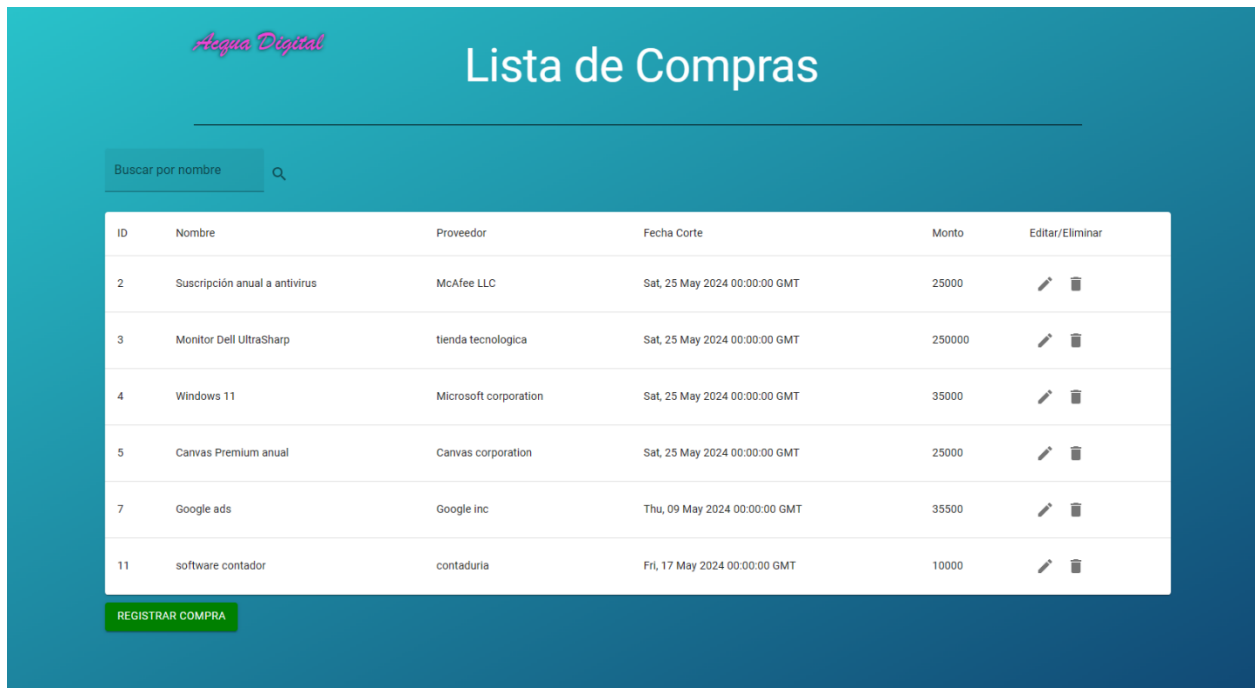 Acqua Digital
Lista de Compras
Buscar por nombre
ID Nombre Proveedor Fecha Corte Monto Editar/Eliminar
2 Suscripción anual a antivirus McAfee LLC Sat, 25 May 2024 00:00:00 GMT 25000
3 Monitor Dell UltraSharp tienda tecnologica Sat, 25 May 2024 00:00:00 GMT 250000
4 Windows 11 Microsoft corporation Sat, 25 May 2024 00:00:00 GMT 35000
5 Canvas Premium anual Canvas corporation Sat, 25 May 2024 00:00:00 GMT 25000
7 Google ads Google inc Thu, 09 May 2024 00:00:00 GMT 35500
11 software contador contaduria Fri, 17 May 2024 00:00:00 GMT 10000
REGISTRAR COMPRA